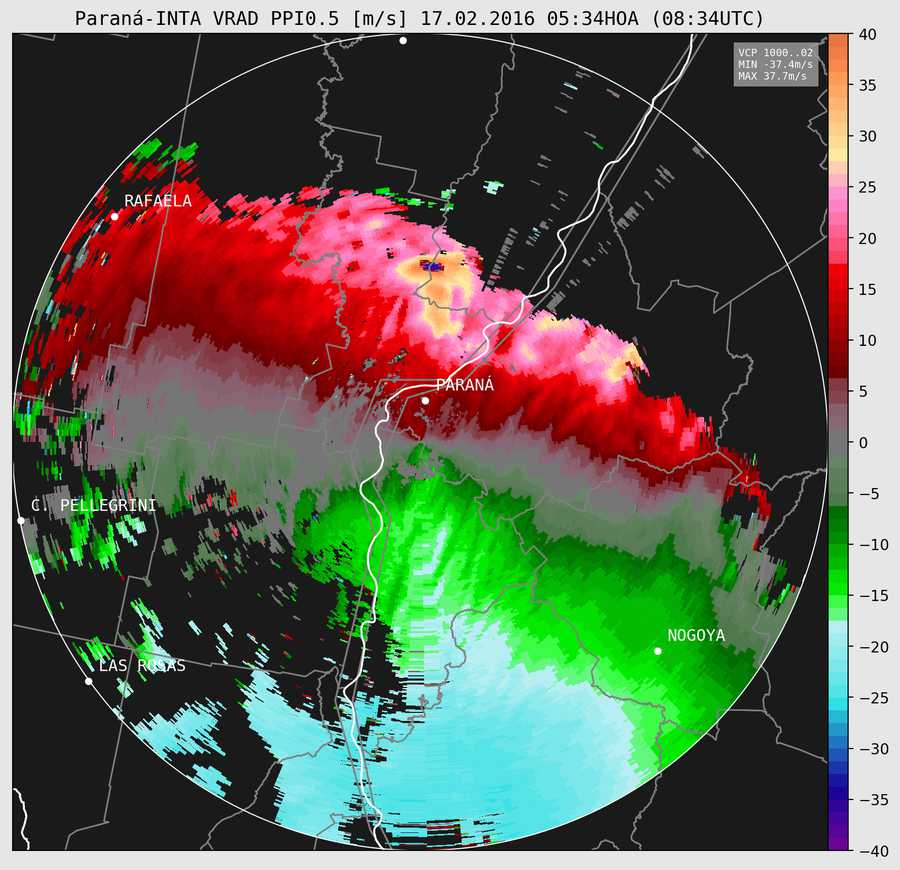 Paraná-INTA VRAD PPI0.5 [m/s] 17.02.2016 05:34HOA (08:34UTC)
VCP 1000..02
MIN -37.4m/s
MAX 37.7m/s
RAFAELA
PARANÁ
C. PELLEGRINI
NOGOYA
LAS ROSAS
40
35
30
25
20
15
10
5
0
−5
−10
−15
−20
−25
−30
−35
−40